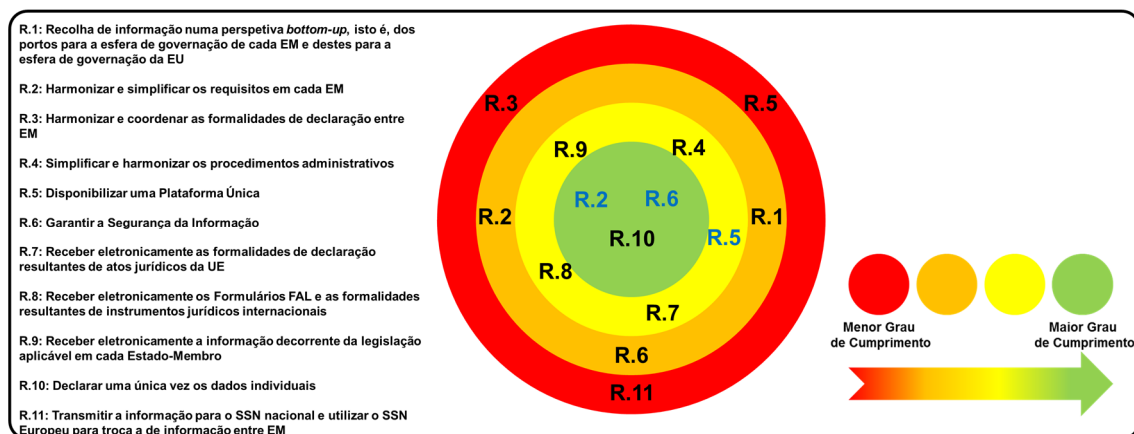 R.1: Recolha de informação numa perspetiva bottom-up, isto é, dos
portos para a esfera de governação de cada EM e destes para a
esfera de governação da EU
R.2: Harmonizar e simplificar os requisitos em cada EM
R.3: Harmonizar e coordenar as formalidades de declaração entre
EM
R.4: Simplificar e harmonizar os procedimentos administrativos
R.5: Disponibilizar uma Plataforma Única
R.6: Garantir a Segurança da Informação
R.7: Receber eletronicamente as formalidades de declaração
resultantes de atos jurídicos da UE
R.8: Receber eletronicamente os Formulários FAL e as formalidades
resultantes de instrumentos jurídicos internacionais
R.9: Receber eletronicamente a informação decorrente da legislação
aplicável em cada Estado-Membro
R.10: Declarar uma única vez os dados individuais
R.11: Transmitir a informação para o SSN nacional e utilizar o SSN
Europeu para troça a de informação entre EM
R.3
R.5
R.9
R.4
R.2
R.6
R.2
R.1
R.10
R.5
R.8
R.7
R.6
R.11
Menor Grau
de Cumprimento
Maior Grau
de Cumprimento